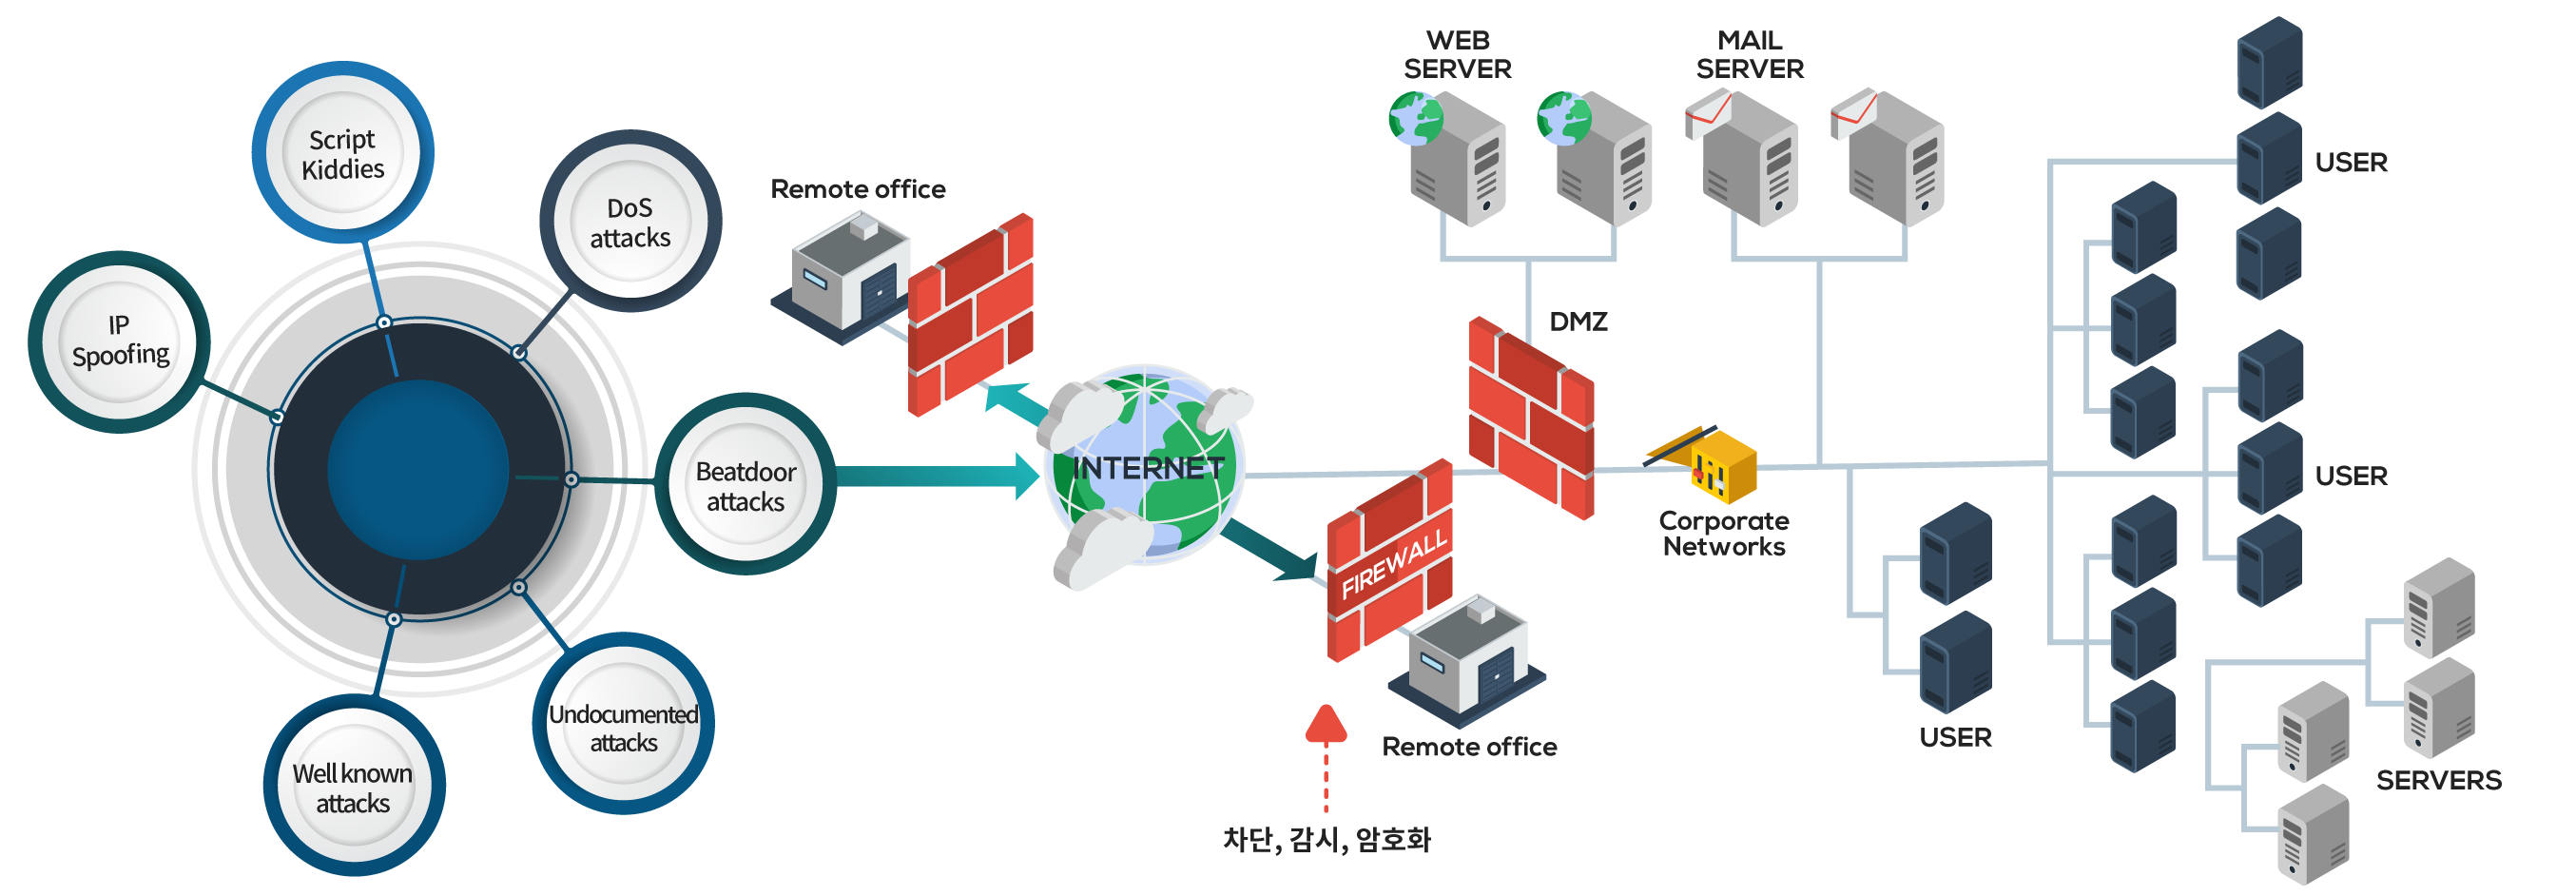 Script
Kiddies
DoS
attacks
IP
Spoofing
Beatdoor
attacks
Undocumented
attacks
Well known
attacks
Remote office
INTERNET
FIREWALL
Remote office
차단, 감시, 암호화
WEB
SERVER
MAIL
SERVER
DMZ
Corporate
Networks
USER
USER
USER
SERVERS